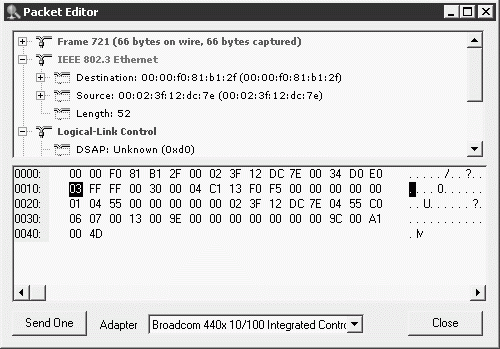 Packet Editor
Frame 721 (66 bytes on wire, 66 bytes captured)
IEEE 802.3 Ethernet
Destination: 00:00:f0:81:b1:2f (00:00:f0:81:b1:2f)
Source: 00:02:3f:12:dc:7e (00:02:3f:12:dc:7e)
Length: 52
Logical-Link Control
DSAP: Unknown (0xd0)
0000: 00 00 F0 81 B1 2F 00 02 3F 12 DC 7E 00 34 D0 E0 . . . . . / . . ? . .
0010: 03 FF FF 00 30 00 04 C1 13 F0 F5 00 00 00 00 00 . . . 0 . . . . . .
0020: 01 04 55 00 00 00 00 00 02 3F 12 DC 7E 04 55 C0 . . U . . . . . . ? .
0030: 06 07 00 13 00 9E 00 00 00 00 00 00 9C 00 A1 . . . . . . . . . . .
0040: 00 4D . M
Send One
Adapter
Broadcom 440x 10/100 Integrated Contro
Close